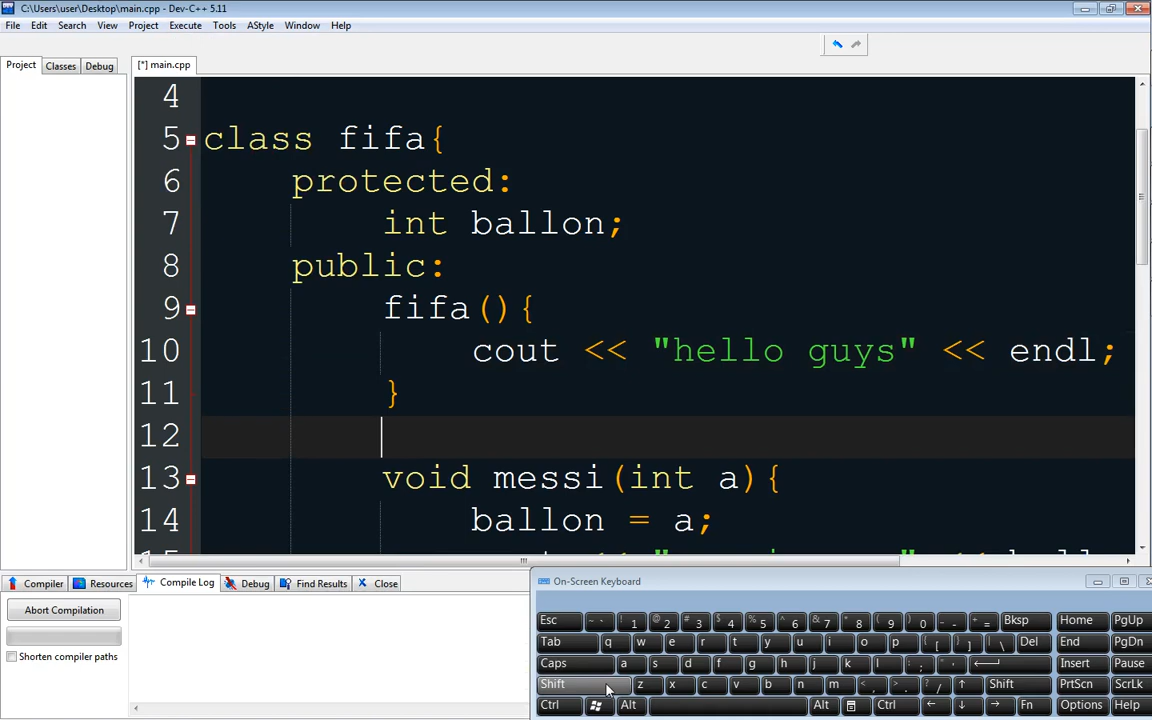 C:\Users\user\Desktop\main.cpp - Dev-C++ 5.11
File Edit Search View Project Execute Tools AStyle Window Help
Project Classes Debug [*] main.cpp
4
5 class fifa{
6 protected:
7 int ballon;
8 public:
9 fifa(){
10 cout << "hello guys" << endl;
11 }
12
13 void messi(int a){
14 ballon = a;
Compiler Resources Compile Log Debug Find Results Close
Abort Compilation
Shorten compiler paths
On-Screen Keyboard
Esc ~ ` ! 1 @ 2 # 3 $ 4 % 5 ^ 6 & 7 * 8 ( 9 ) 0 _ - + = Bksp Home PgUp
Tab q w e r t y u i o p { [ } ] | \ Del End PgDn
Caps a s d f g h j k l : ; " ' Insert Pause
Shift z x c v b n m < , > . ? / Shift PrtScn ScrLk
Ctrl Alt Alt Ctrl Fn Options Help